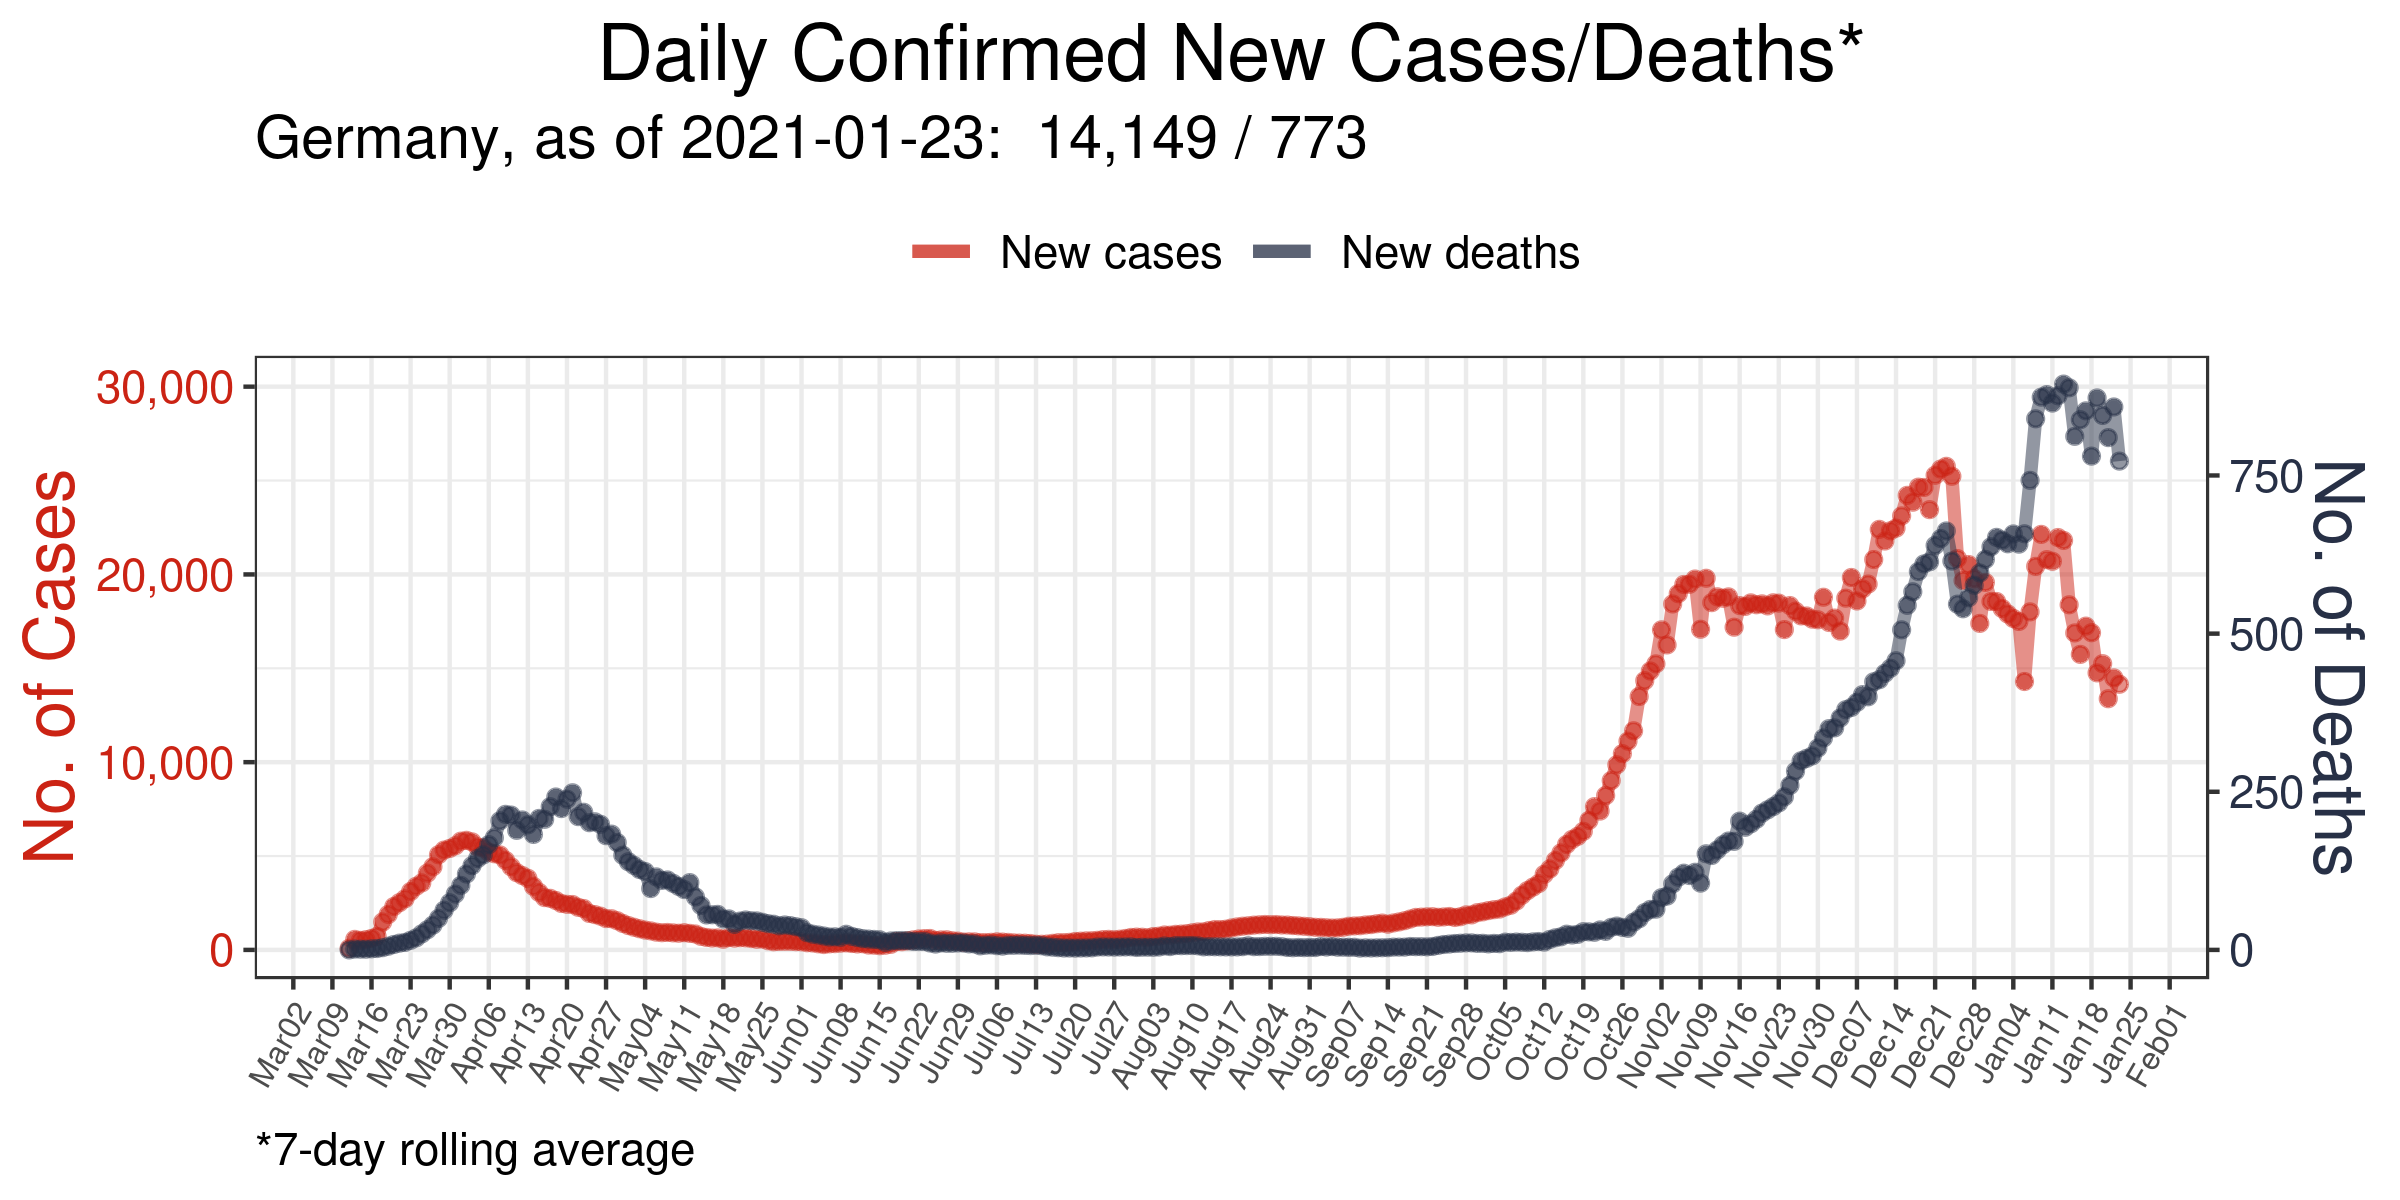 Daily Confirmed New Cases/Deaths*
Germany, as of 2021-01-23:  14,149 / 773
New cases
New deaths
No. of Cases
30,000
20,000
10,000
0
750
500
250
0
No. of Deaths
Mar02
Mar09
Mar16
Mar23
Mar30
Apr06
Apr13
Apr20
Apr27
May04
May11
May18
May25
Jun01
Jun08
Jun15
Jun22
Jun29
Jul06
Jul13
Jul20
Jul27
Aug03
Aug10
Aug17
Aug24
Aug31
Sep07
Sep14
Sep21
Sep28
Oct05
Oct12
Oct19
Oct26
Nov02
Nov09
Nov16
Nov23
Nov30
Dec07
Dec14
Dec21
Dec28
Jan04
Jan11
Jan18
Jan25
Feb01
*7-day rolling average